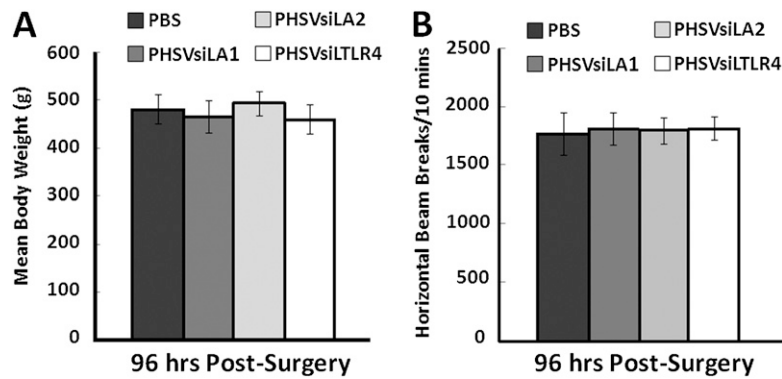 A
PBS
PHSVsiLA2
PHSVsiLA1
PHSVsiLTLR4
Mean Body Weight (g)
600
500
400
300
200
100
0
96 hrs Post-Surgery
B
PBS
PHSVsiLA2
PHSVsiLA1
PHSVsiLTLR4
Horizontal Beam Breaks/10 mins
2500
2000
1500
1000
500
0
96 hrs Post-Surgery